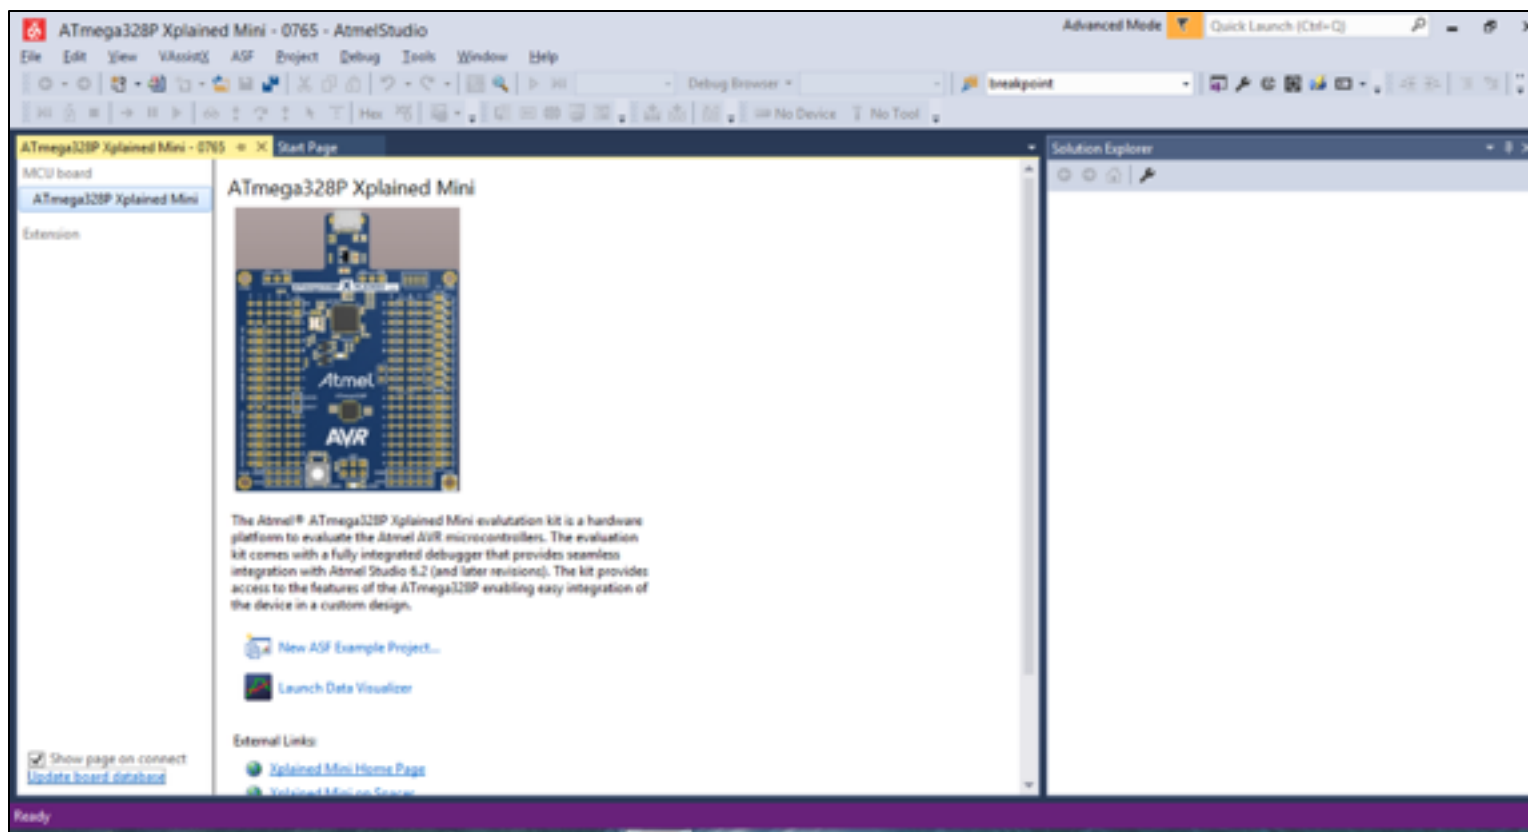 ATmega328P Xplained Mini - 0765 - AtmelStudio
Advanced Mode
Quick Launch (Ctrl+Q)
File Edit View VAssistX ASF Project Debug Tools Window Help
Debug Browser
breakpoint
Hex
No Device
No Tool
ATmega328P Xplained Mini - 0765
Start Page
Solution Explorer
MCU board
ATmega328P Xplained Mini
Extension
ATmega328P Xplained Mini
Atmel
AVR
The Atmel® ATmega328P Xplained Mini evalutation kit is a hardware
platform to evaluate the Atmel AVR microcontrollers. The evaluation
kit comes with a fully integrated debugger that provides seamless
integration with Atmel Studio 6.2 (and later revisions). The kit provides
access to the features of the ATmega328P enabling easy integration of
the device in a custom design.
New ASF Example Project...
Launch Data Visualizer
External Links:
Xplained Mini Home Page
Xplained Mini on Spaces
Show page on connect
Update board database
Ready